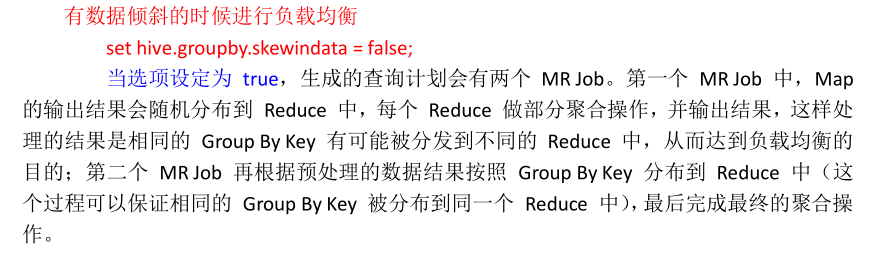 有数据倾斜的时候进行负载均衡
set hive.groupby.skewindata = false;
当选项设定为 true，生成的查询计划会有两个 MR Job。第一个 MR Job 中，Map
的输出结果会随机分布到 Reduce 中，每个 Reduce 做部分聚合操作，并输出结果，这样处
理的结果是相同的 Group By Key 有可能被分发到不同的 Reduce 中，从而达到负载均衡的
目的；第二个 MR Job 再根据预处理的数据结果按照 Group By Key 分布到 Reduce 中（这
个过程可以保证相同的 Group By Key 被分布到同一个 Reduce 中），最后完成最终的聚合操
作。